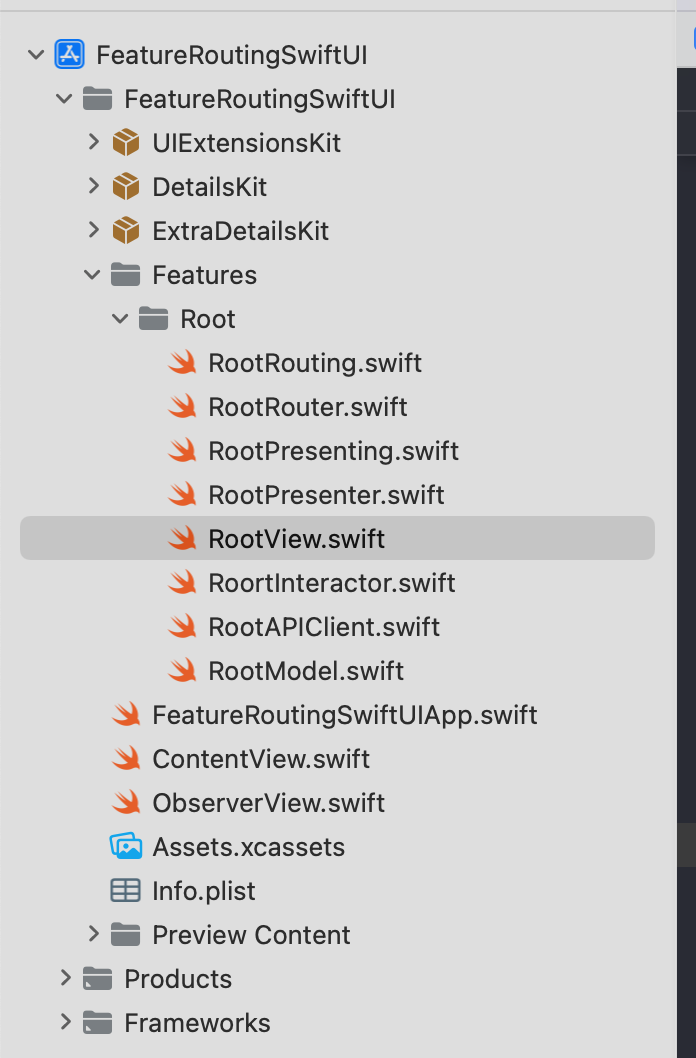 FeatureRoutingSwiftUI
FeatureRoutingSwiftUI
UIExtensionsKit
DetailsKit
ExtraDetailsKit
Features
Root
RootRouting.swift
RootRouter.swift
RootPresenting.swift
RootPresenter.swift
RootView.swift
RoortInteractor.swift
RootAPIClient.swift
RootModel.swift
FeatureRoutingSwiftUIApp.swift
ContentView.swift
ObserverView.swift
Assets.xcassets
Info.plist
Preview Content
Products
Frameworks